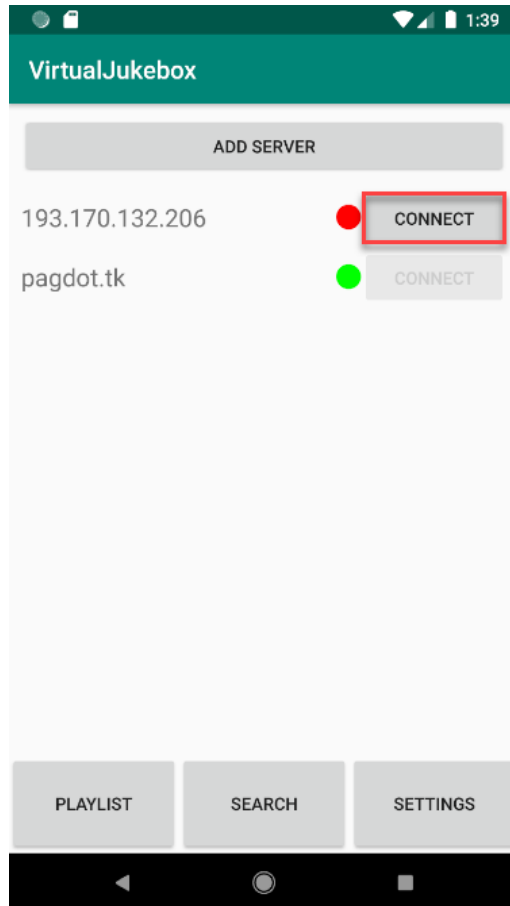 1:39
VirtualJukebox
ADD SERVER
193.170.132.206 CONNECT
pagdot.tk CONNECT
PLAYLIST SEARCH SETTINGS